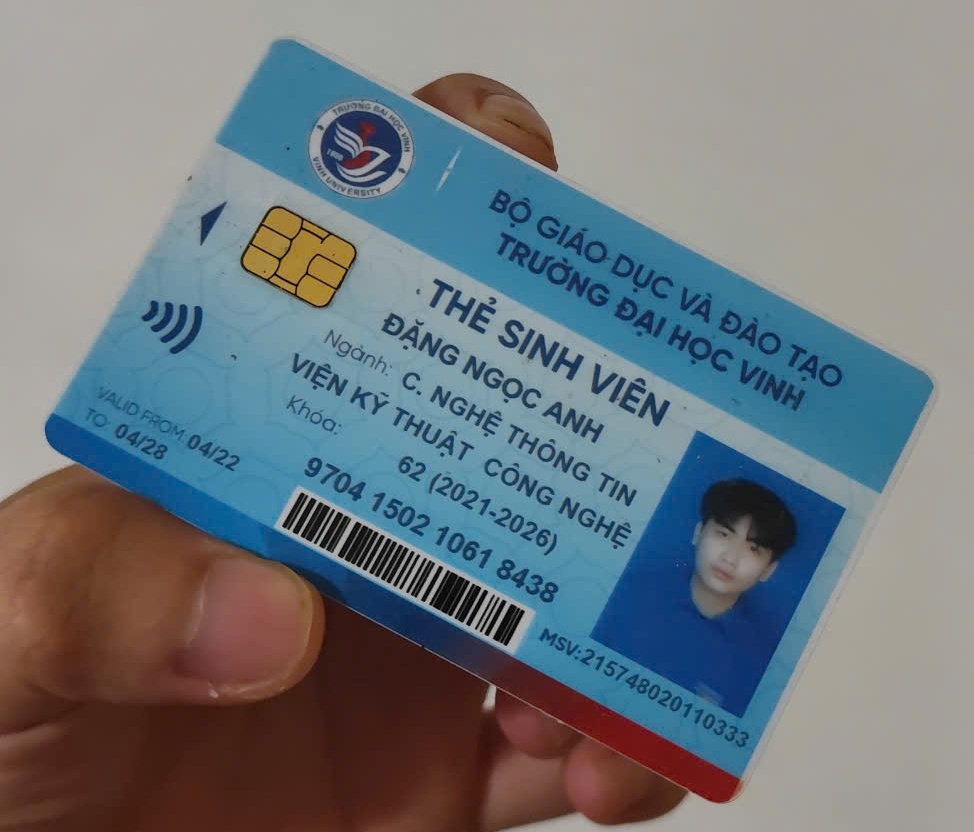 TRƯỜNG ĐẠI HỌC VINH
1959
VINH UNIVERSITY
BỘ GIÁO DỤC VÀ ĐÀO TẠO
TRƯỜNG ĐẠI HỌC VINH
THẺ SINH VIÊN
ĐẶNG NGỌC ANH
Ngành: C. NGHỆ THÔNG TIN
VIỆN KỸ THUẬT CÔNG NGHỆ
Khóa: 62 (2021-2026)
9704 1502 1061 8438
VALID FROM 04/22
TO 04/28
MSV:215748020110333